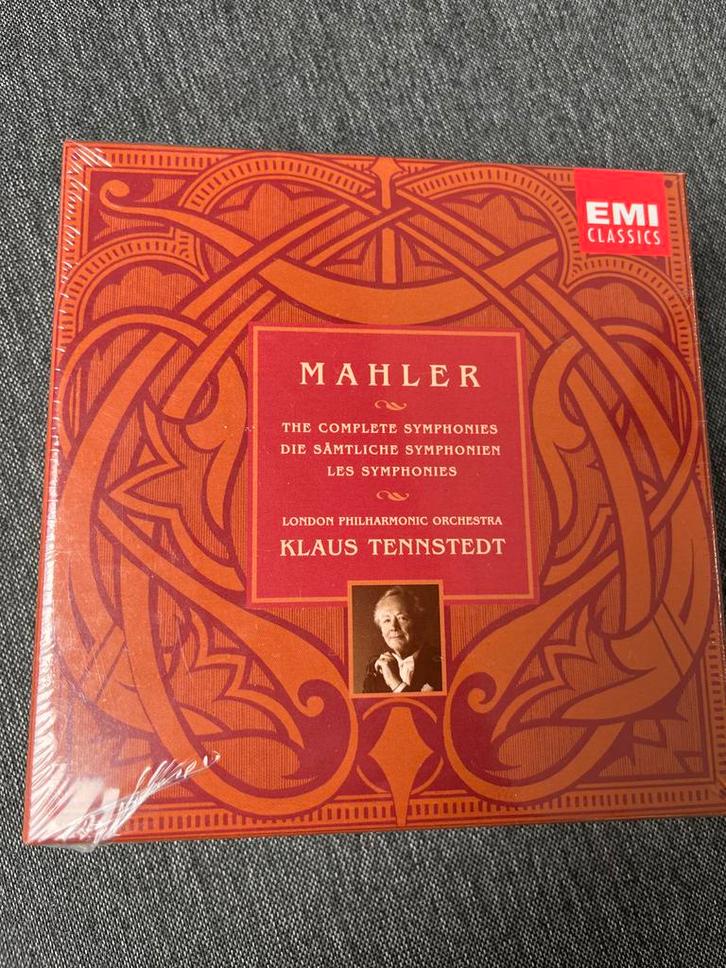 EMI
CLASSICS
MAHLER
THE COMPLETE SYMPHONIES
DIE SÄMTLICHE SYMPHONIEN
LES SYMPHONIES
LONDON PHILHARMONIC ORCHESTRA
KLAUS TENNSTEDT